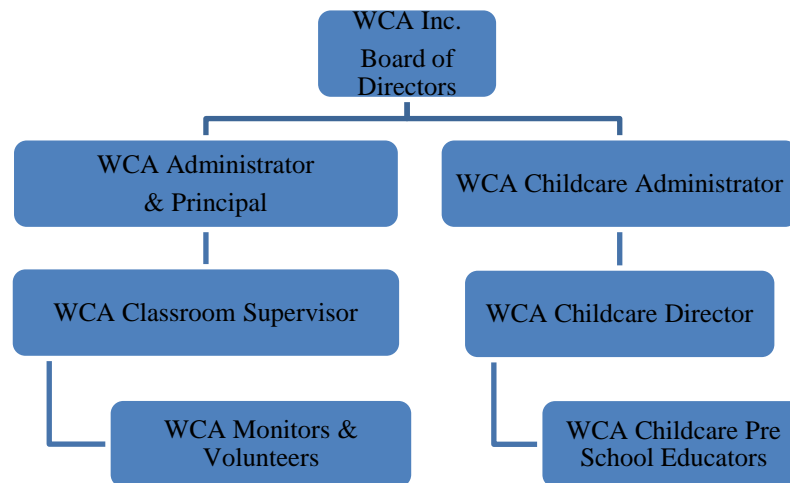 WCA Inc.
Board of
Directors
WCA Administrator
& Principal
WCA Childcare Administrator
WCA Classroom Supervisor
WCA Childcare Director
WCA Monitors &
Volunteers
WCA Childcare Pre
School Educators